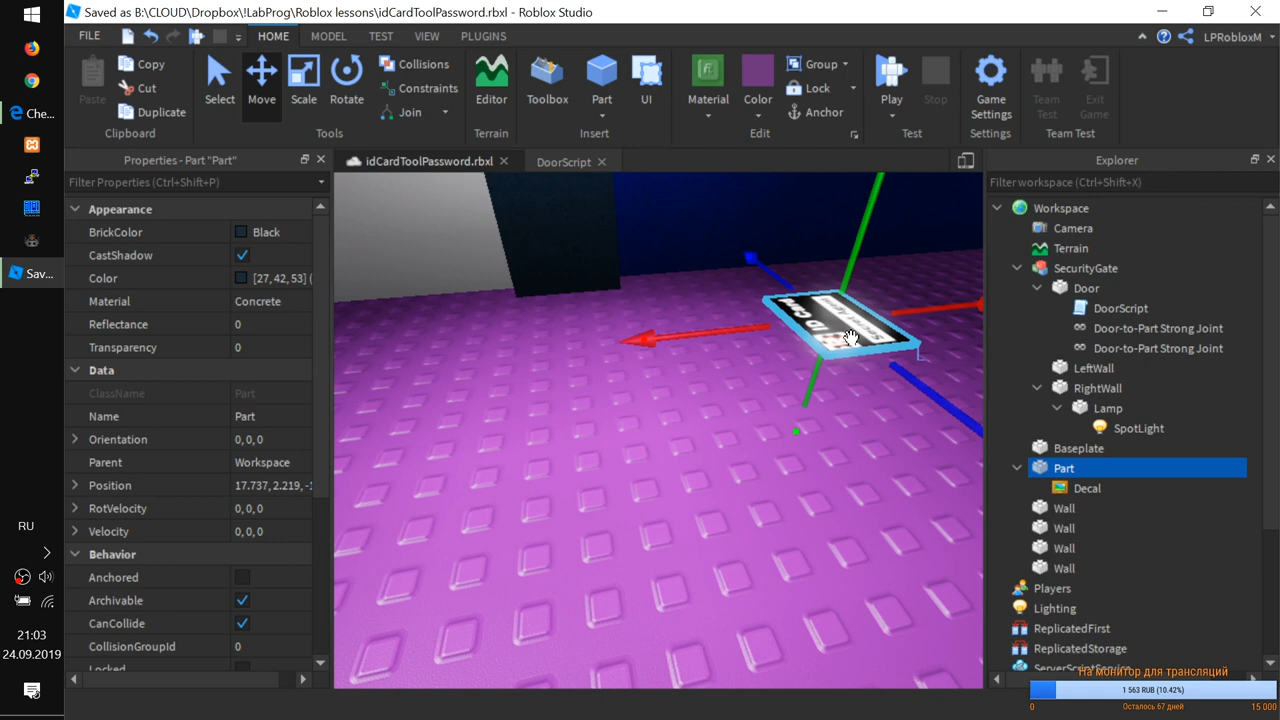 Saved as B:\CLOUD\Dropbox\!LabProg\Roblox lessons\idCardToolPassword.rbxl - Roblox Studio
FILE HOME MODEL TEST VIEW PLUGINS LPRobloxM
Paste Copy Cut Duplicate Select Move Scale Rotate Collisions Constraints Join Editor Toolbox Part UI Material Color Group Lock Anchor Play Stop Game Settings Team Test Exit Game
Clipboard Tools Terrain Insert Edit Test Settings Team Test
Che...
Sav...
RU
21:03
24.09.2019
Properties - Part "Part"
Filter Properties (Ctrl+Shift+P)
Appearance
BrickColor Black
CastShadow
Color [27, 42, 53] (
Material Concrete
Reflectance 0
Transparency 0
Data
ClassName Part
Name Part
Orientation 0, 0, 0
Parent Workspace
Position 17.737, 2.219, -1
RotVelocity 0, 0, 0
Velocity 0, 0, 0
Behavior
Anchored
Archivable
CanCollide
CollisionGroupId 0
Locked
idCardToolPassword.rbxl DoorScript
ID Card
Secret Agent
Explorer
Filter workspace (Ctrl+Shift+X)
Workspace
Camera
Terrain
SecurityGate
Door
DoorScript
Door-to-Part Strong Joint
Door-to-Part Strong Joint
LeftWall
RightWall
Lamp
SpotLight
Baseplate
Part
Decal
Wall
Wall
Wall
Wall
Players
Lighting
ReplicatedFirst
ReplicatedStorage
ServerScriptService
На монитор для трансляций
1 563 RUB (10.42%)
0 Осталось 67 дней 15 000